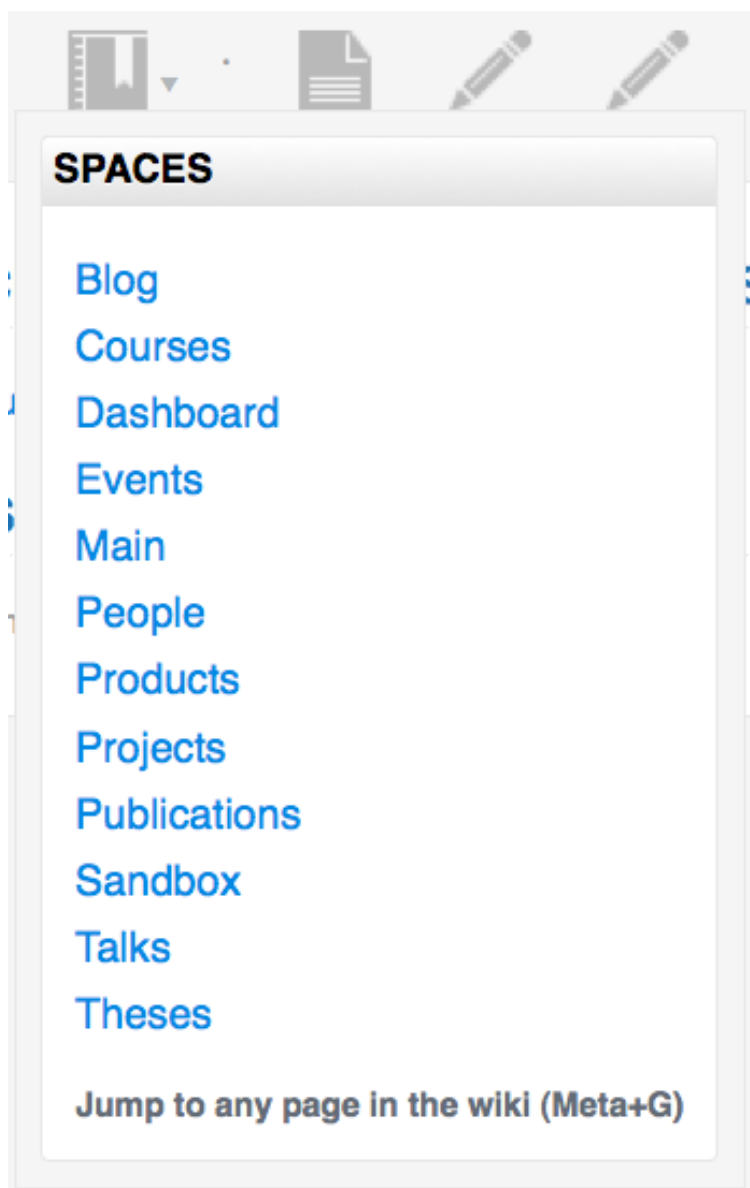 SPACES
Blog
Courses
Dashboard
Events
Main
People
Products
Projects
Publications
Sandbox
Talks
Theses
Jump to any page in the wiki (Meta+G)